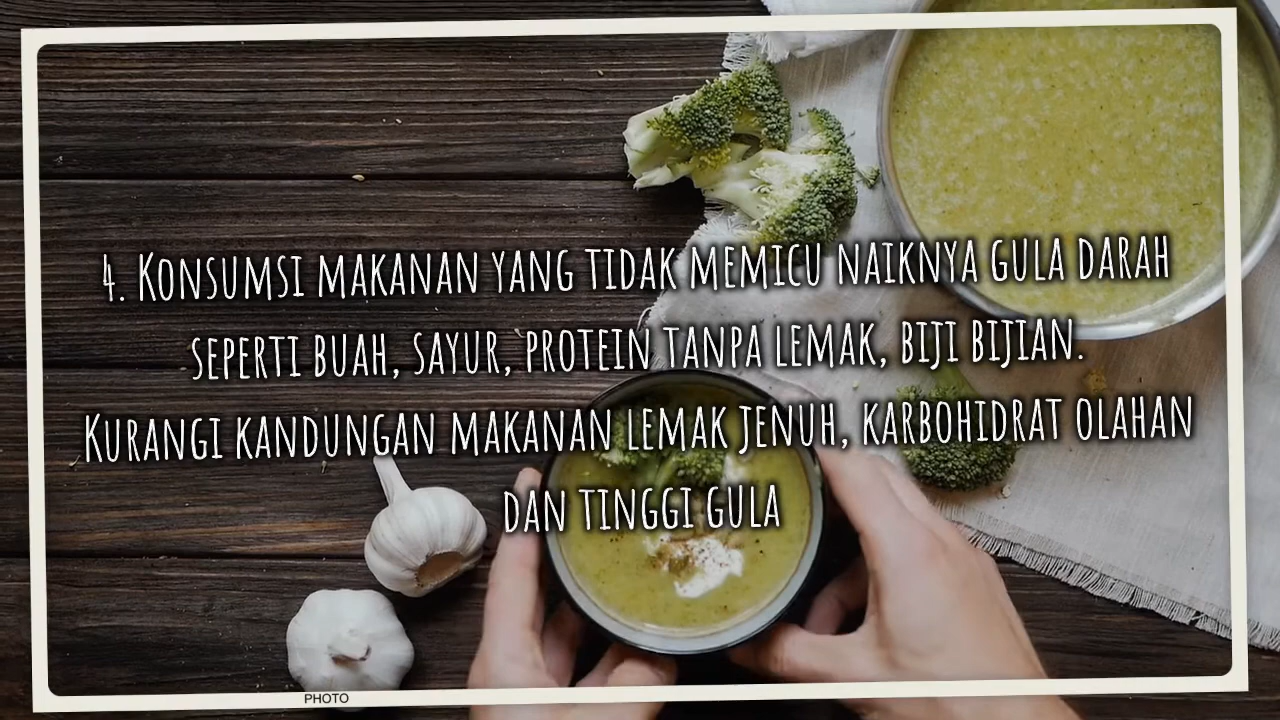 4. Konsumsi makanan yang tidak memicu naiknya gula darah
seperti buah, sayur, protein tanpa lemak, biji bijian.
Kurangi kandungan makanan lemak jenuh, karbohidrat olahan
dan tinggi gula
PHOTO